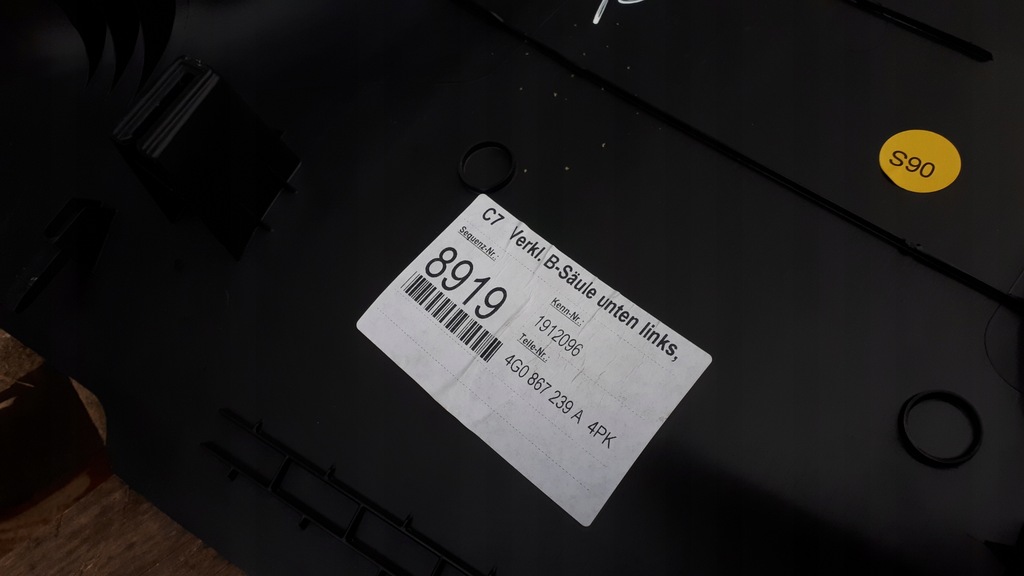 C7 Verkl. B-Säule unten links,
Sequenz-Nr.:
8919
Kenn-Nr.:
1912096
Teile-Nr.:
4G0 867 239 A 4PK
S90